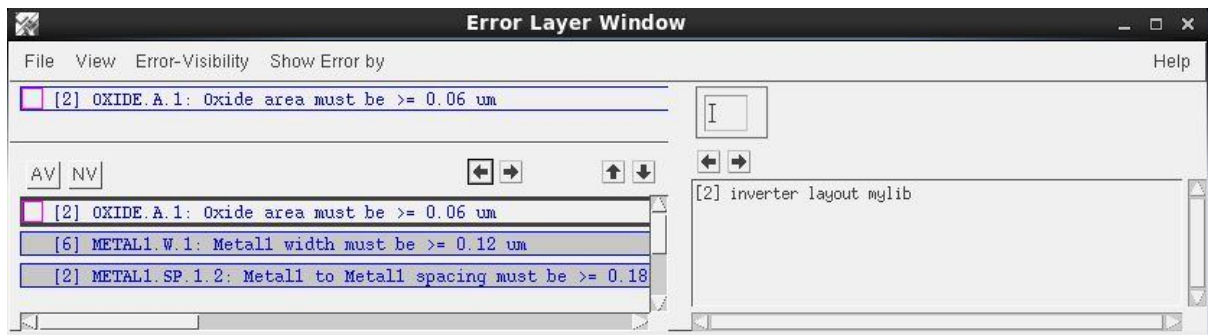 Error Layer Window
File View Error-Visibility Show Error by Help
[2] OXIDE.A.1: Oxide area must be >= 0.06 um
AV NV
[2] OXIDE.A.1: Oxide area must be >= 0.06 um
[6] METAL1.W.1: Metal1 width must be >= 0.12 um
[2] METAL1.SP.1.2: Metal1 to Metal1 spacing must be >= 0.18
I
[2] inverter layout mylib